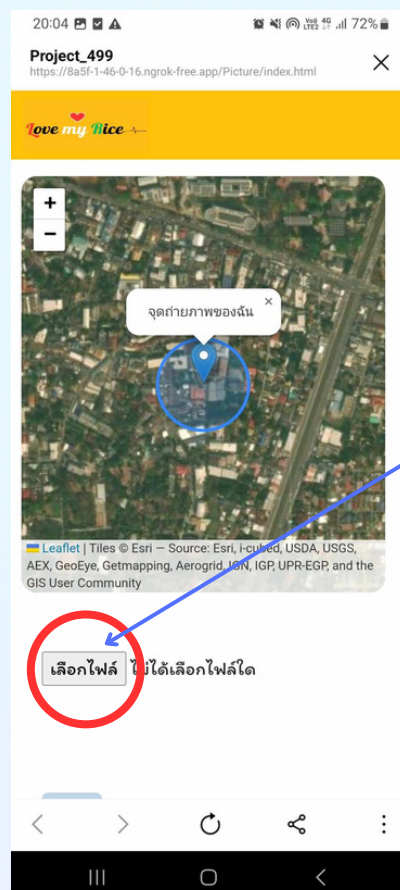 20:04
Vo)) 4G
LTE2
72%
Project_499
https://8a5f-1-46-0-16.ngrok-free.app/Picture/index.html
Love my Rice
+
−
จุดถ่ายภาพของฉัน
×
Leaflet | Tiles © Esri — Source: Esri, i-cubed, USDA, USGS,
AEX, GeoEye, Getmapping, Aerogrid, IGN, IGP, UPR-EGP, and the
GIS User Community
เลือกไฟล์ ไม่ได้เลือกไฟล์ใด